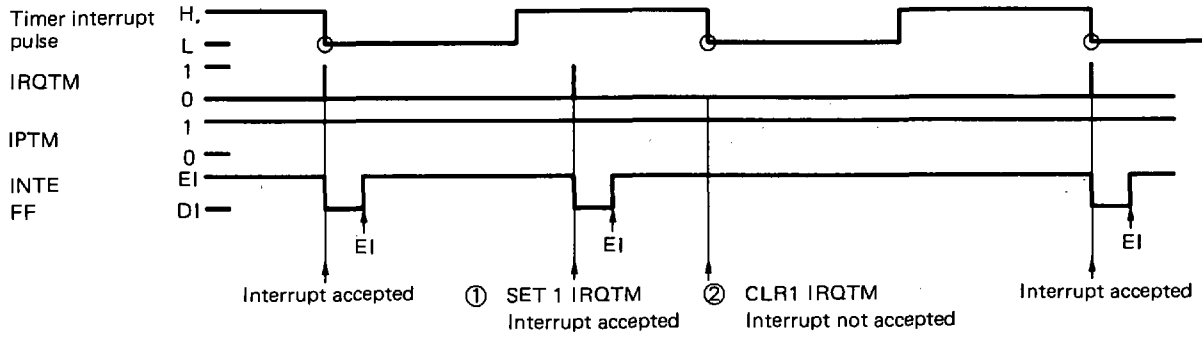 Timer interrupt
pulse
H
L
IRQTM
1
0
IPTM
1
0
INTE
FF
EI
DI
EI
EI
EI
Interrupt accepted
① SET 1 IRQTM
Interrupt accepted
② CLR1 IRQTM
Interrupt not accepted
Interrupt accepted